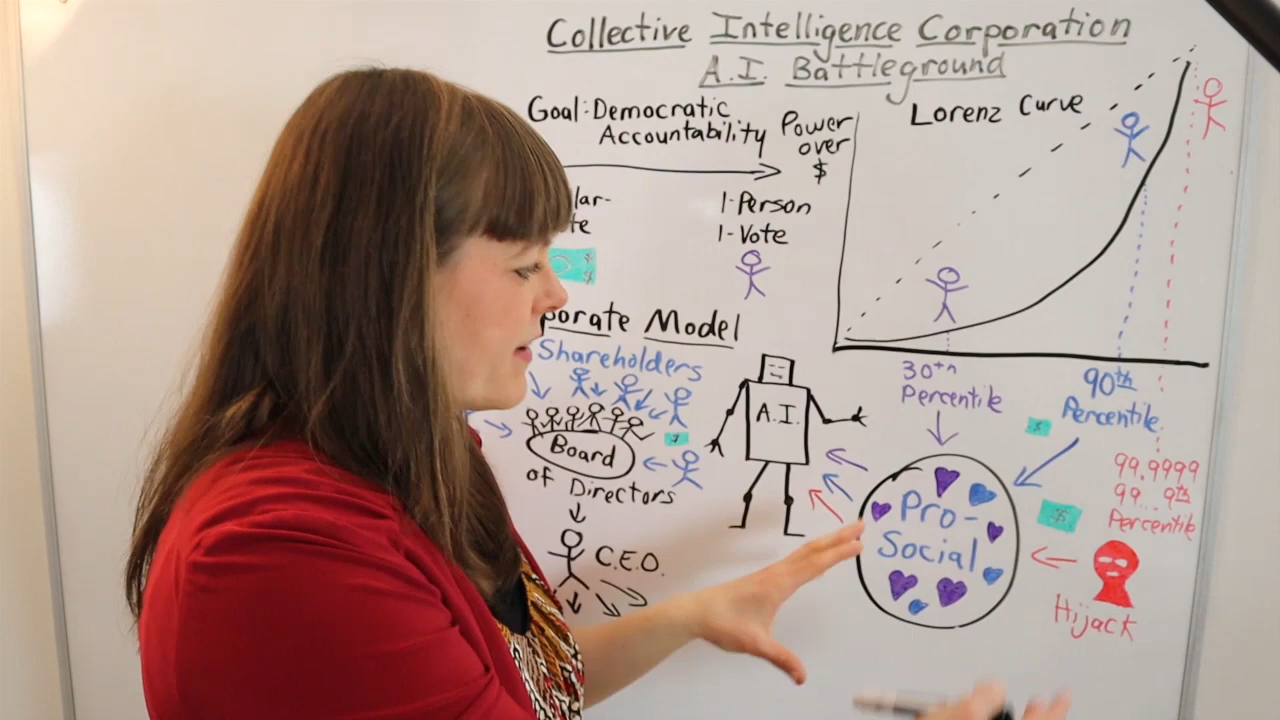 Collective Intelligence Corporation
A.I. Battleground
Goal: Democratic
Accountability
lar-
te
1-Person
1-Vote
$
$
porate Model
Shareholders
$
Board
of Directors
C.E.O.
A.I.
Power
over
$
Lorenz Curve
30th
Percentile
90th
Percentile
$
99.9999
99...9th
Percentile
$
Pro-
Social
Hijack